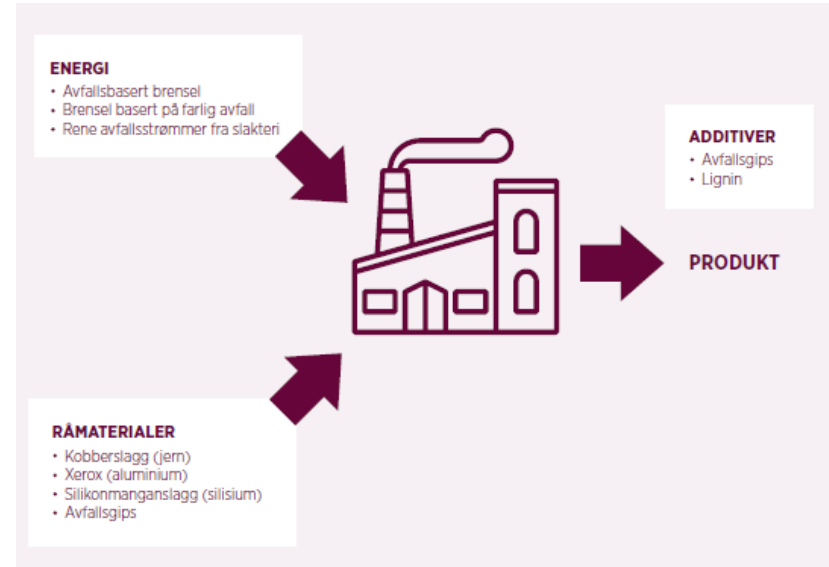 ENERGI
• Avfallsbasert brensel
• Brensel basert på farlig avfall
• Rene avfallsstrømmer fra slakteri
ADDITIVER
• Avfallsgips
• Lignin
PRODUKT
RÅMATERIALER
• Kobberslagg (jern)
• Xerox (aluminium)
• Silikonmanganslagg (silisium)
• Avfallsgips